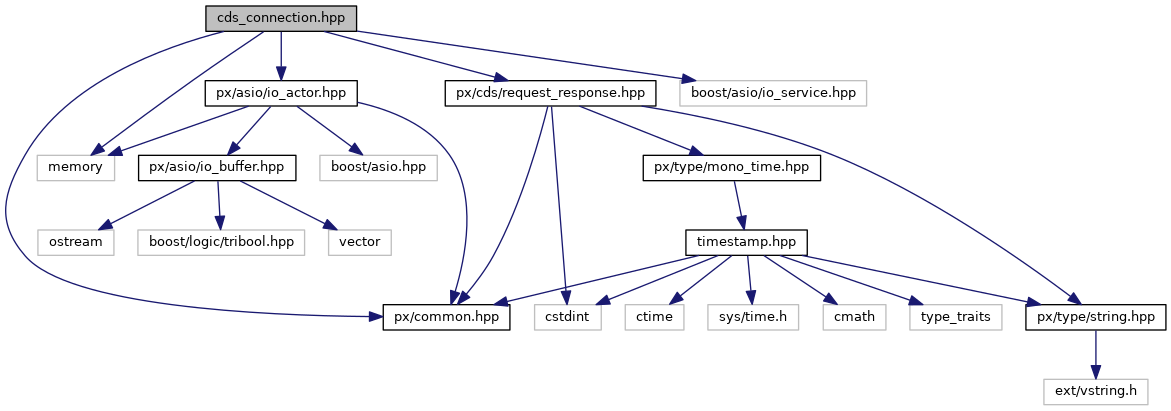 cds_connection.hpp
px/asio/io_actor.hpp
px/cds/request_response.hpp
boost/asio/io_service.hpp
memory
px/asio/io_buffer.hpp
boost/asio.hpp
px/type/mono_time.hpp
ostream
boost/logic/tribool.hpp
vector
timestamp.hpp
px/common.hpp
cstdint
ctime
sys/time.h
cmath
type_traits
px/type/string.hpp
ext/vstring.h